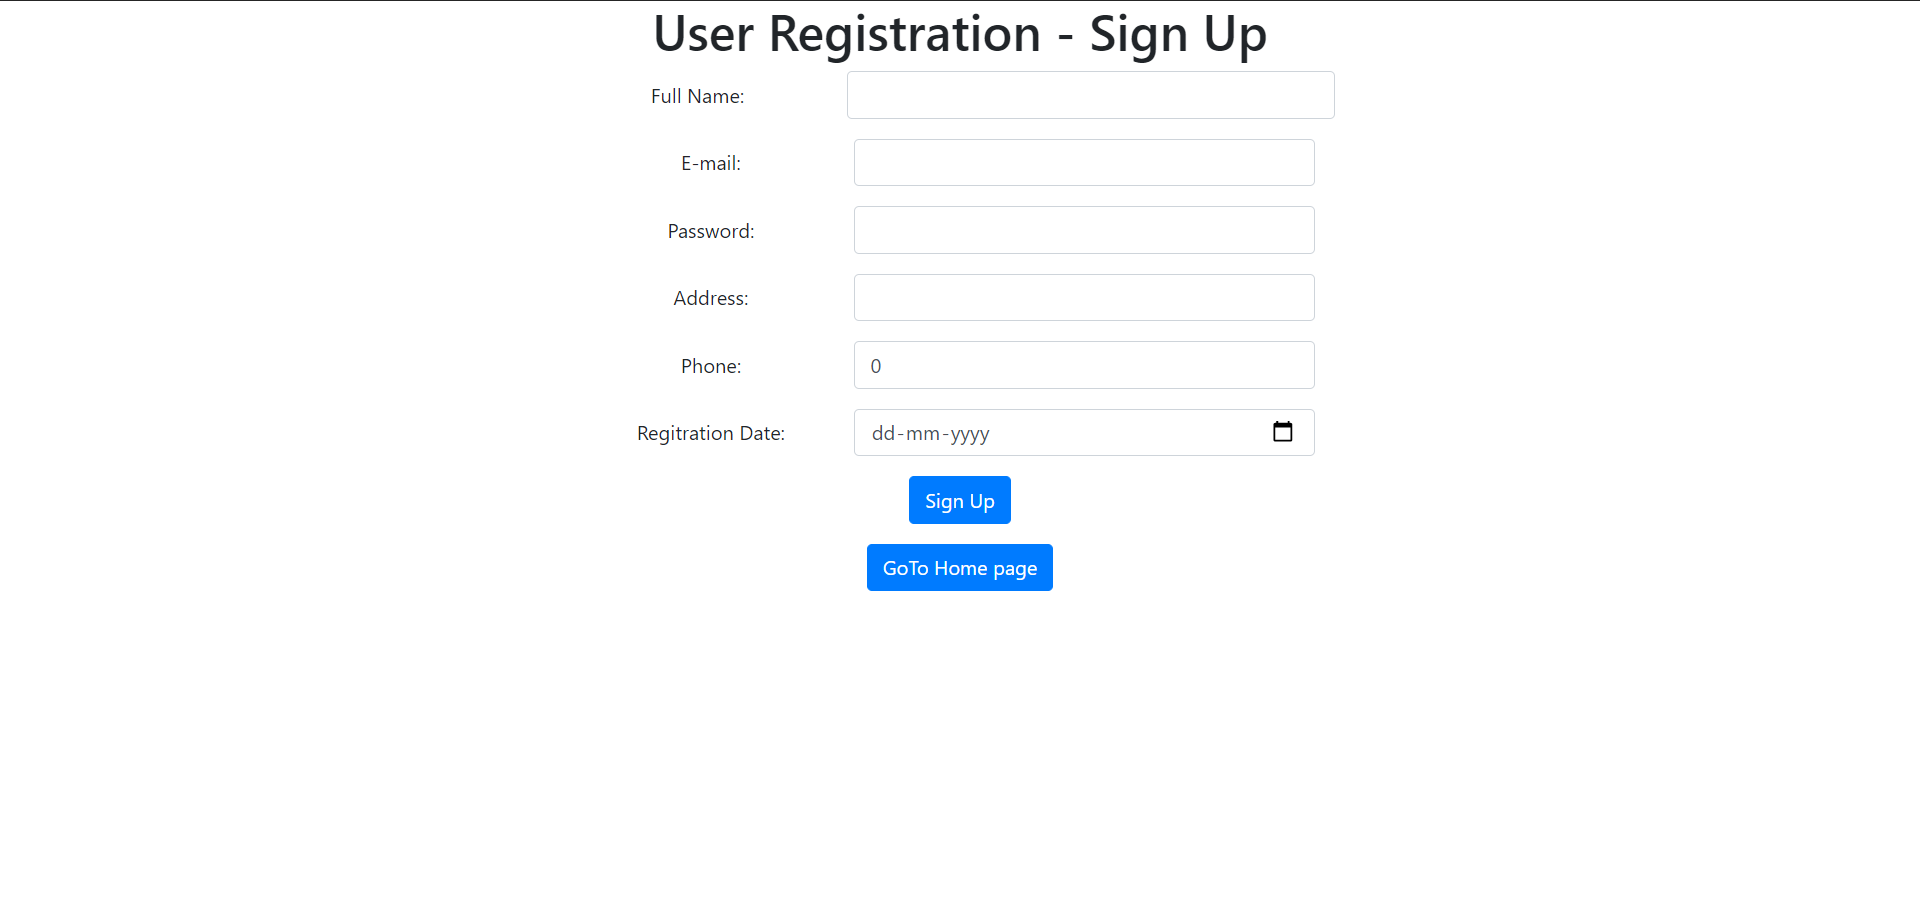 User Registration - Sign Up
Full Name:
E-mail:
Password:
Address:
Phone: 0
Regitration Date: dd-mm-yyyy
Sign Up
GoTo Home page